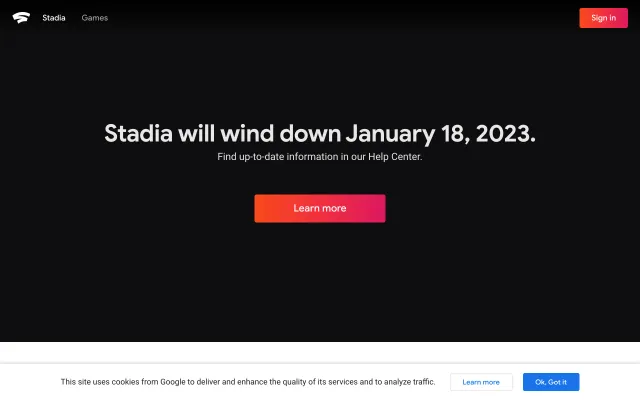 Stadia Games Sign in
Stadia will wind down January 18, 2023.
Find up-to-date information in our Help Center.
Learn more
This site uses cookies from Google to deliver and enhance the quality of its services and to analyze traffic. Learn more Ok, Got it